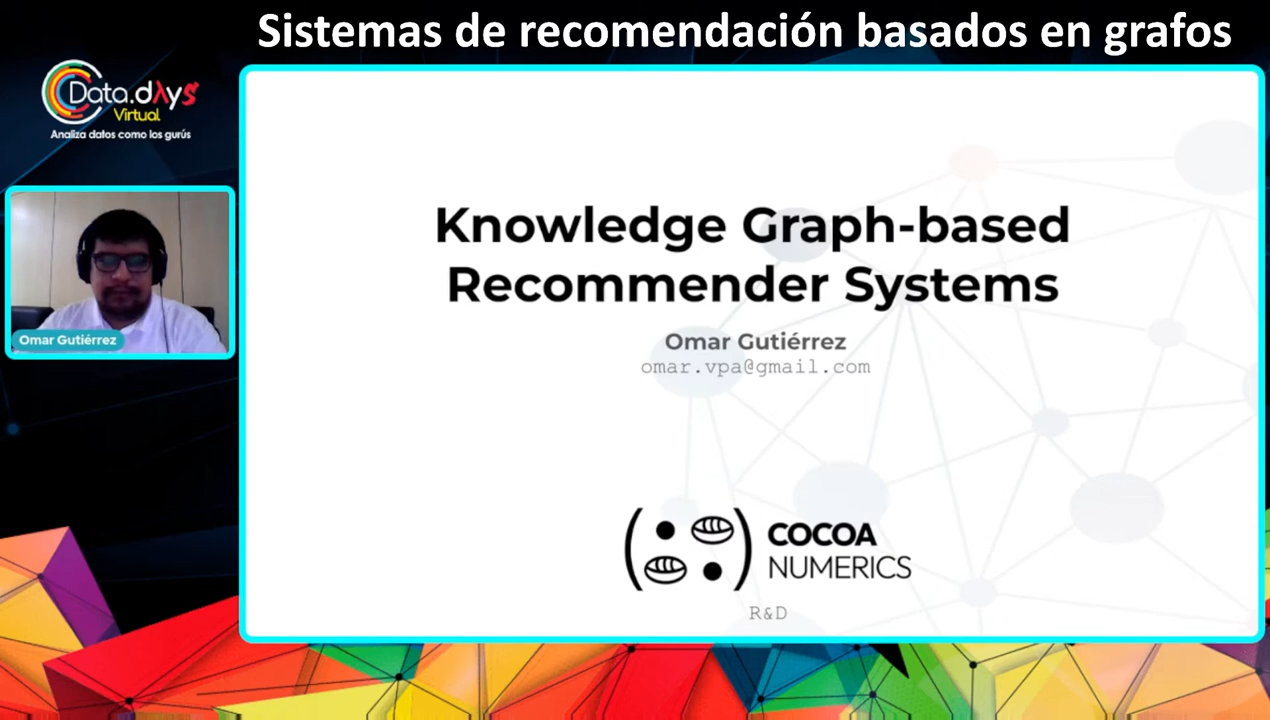 Sistemas de recomendación basados en grafos
Data.dAys
Virtual
Analiza datos como los gurús
Omar Gutiérrez
Knowledge Graph-based
Recommender Systems
Omar Gutiérrez
omar.vpa@gmail.com
COCOA
NUMERICS
R&D